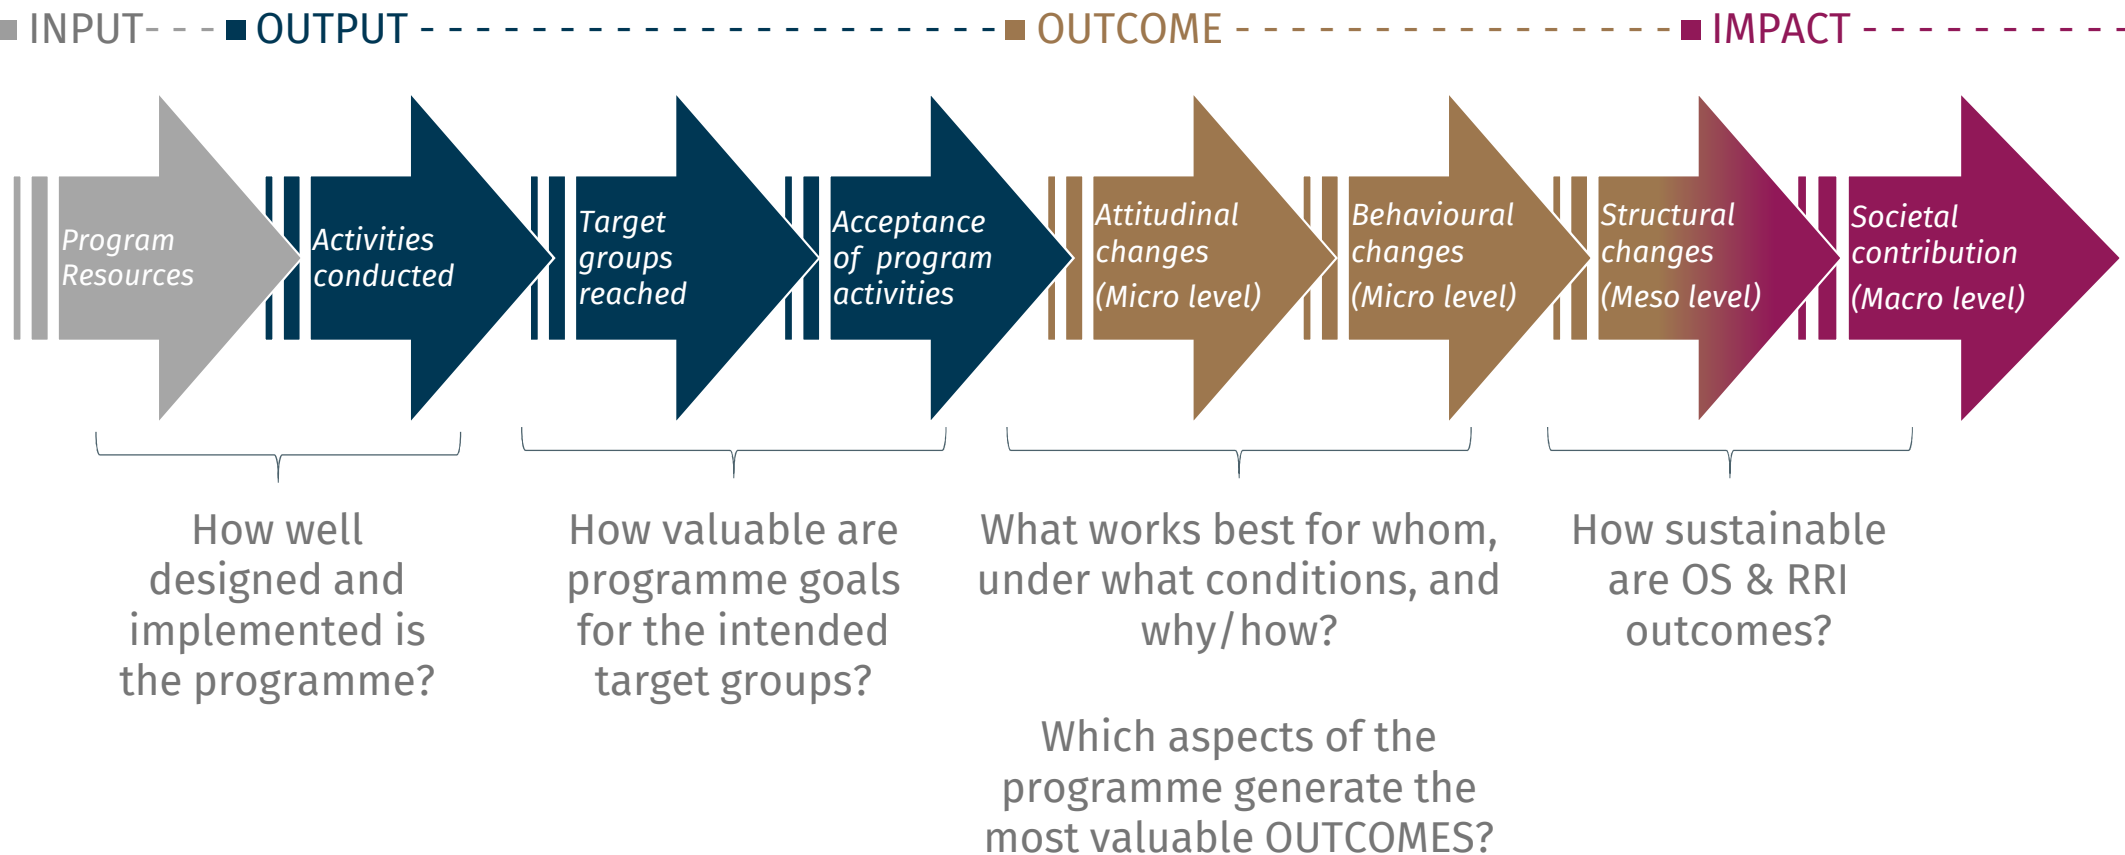 INPUT
OUTPUT
OUTCOME
IMPACT
Program
Resources
Activities
conducted
Target
groups
reached
Acceptance
of program
activities
Attitudinal
changes
(Micro level)
Behavioural
changes
(Micro level)
Structural
changes
(Meso level)
Societal
contribution
(Macro level)
How well
designed and
implemented is
the programme?
How valuable are
programme goals
for the intended
target groups?
What works best for whom,
under what conditions, and
why/how?
Which aspects of the
programme generate the
most valuable OUTCOMES?
How sustainable
are OS & RRI
outcomes?